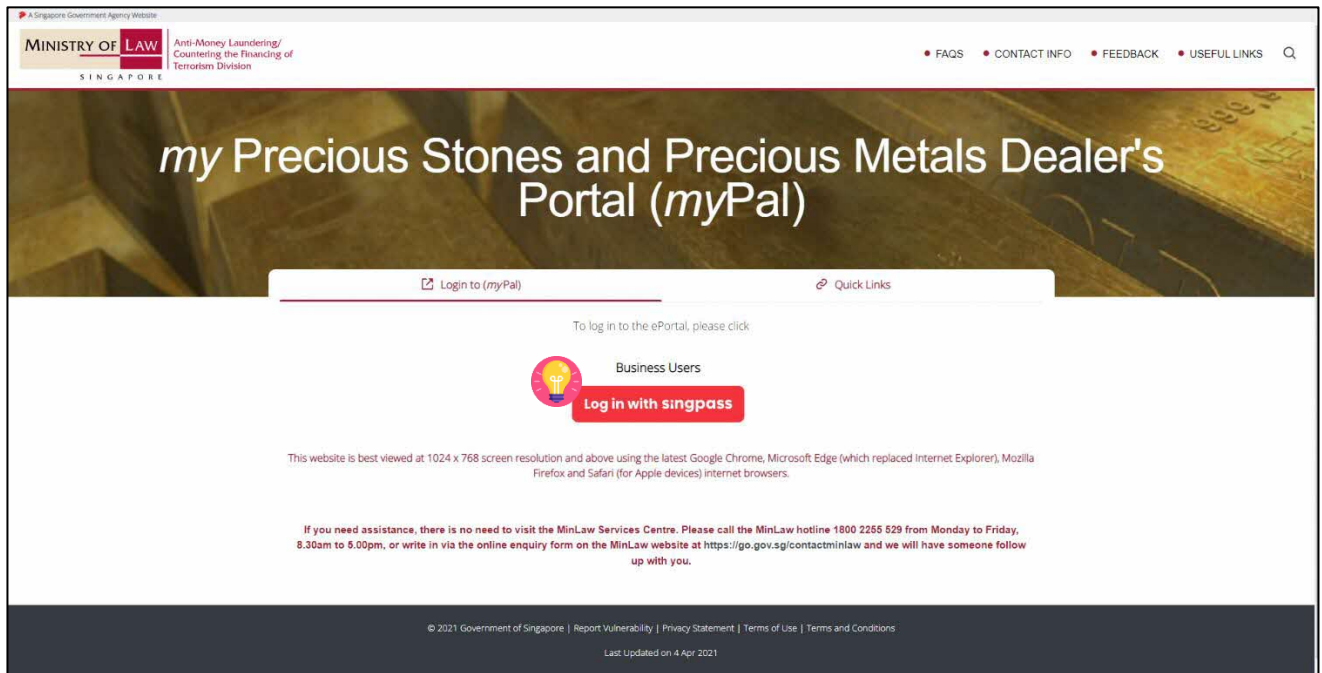 A Singapore Government Agency Website
MINISTRY OF LAW
SINGAPORE
Anti-Money Laundering/
Countering the Financing of
Terrorism Division
FAQS
CONTACT INFO
FEEDBACK
USEFUL LINKS
999,9
NET
my Precious Stones and Precious Metals Dealer's
Portal (myPal)
Login to (myPal)
Quick Links
To log in to the ePortal, please click
Business Users
Log in with singpass
This website is best viewed at 1024 x 768 screen resolution and above using the latest Google Chrome, Microsoft Edge (which replaced Internet Explorer), Mozilla
Firefox and Safari (for Apple devices) internet browsers.
If you need assistance, there is no need to visit the MinLaw Services Centre. Please call the MinLaw hotline 1800 2255 529 from Monday to Friday,
8.30am to 5.00pm, or write in via the online enquiry form on the MinLaw website at https://go.gov.sg/contactminlaw and we will have someone follow
up with you.
© 2021 Government of Singapore | Report Vulnerability | Privacy Statement | Terms of Use | Terms and Conditions
Last Updated on 4 Apr 2021